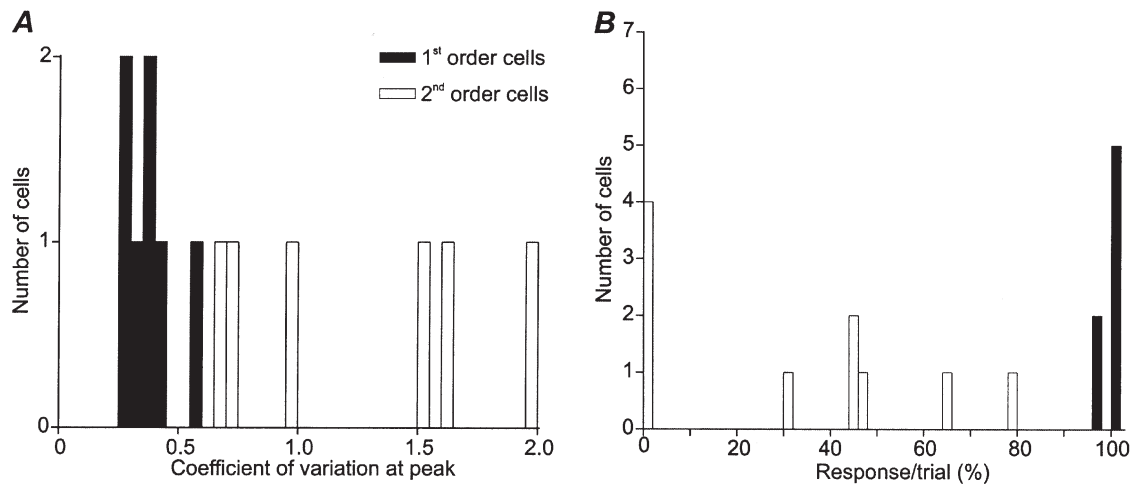 A
2
1
0
Number of cells
0
0.5
1.0
1.5
2.0
Coefficient of variation at peak
1st order cells
2nd order cells
B
7
6
5
4
3
2
1
0
Number of cells
0
20
40
60
80
100
Response/trial (%)